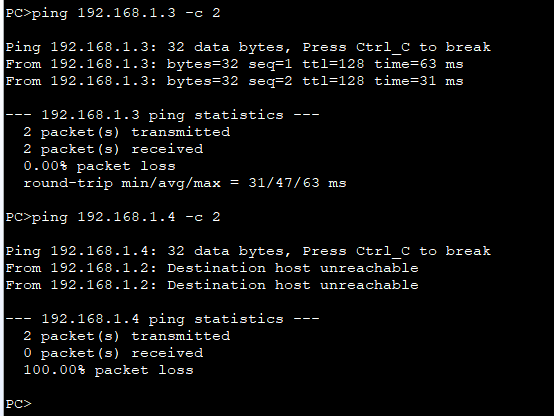 PC>ping 192.168.1.3 -c 2
Ping 192.168.1.3: 32 data bytes, Press Ctrl_C to break
From 192.168.1.3: bytes=32 seq=1 ttl=128 time=63 ms
From 192.168.1.3: bytes=32 seq=2 ttl=128 time=31 ms
--- 192.168.1.3 ping statistics ---
2 packet(s) transmitted
2 packet(s) received
0.00% packet loss
round-trip min/avg/max = 31/47/63 ms
PC>ping 192.168.1.4 -c 2
Ping 192.168.1.4: 32 data bytes, Press Ctrl_C to break
From 192.168.1.2: Destination host unreachable
From 192.168.1.2: Destination host unreachable
--- 192.168.1.4 ping statistics ---
2 packet(s) transmitted
0 packet(s) received
100.00% packet loss
PC>